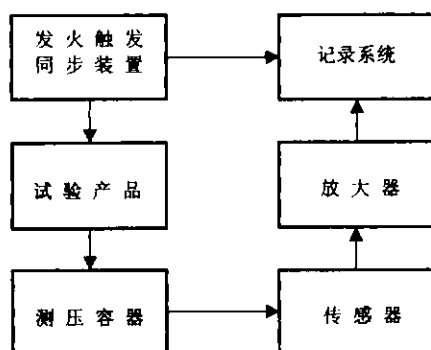 发火触发
同步装置
记录系统
试验产品
放大器
测压容器
传感器